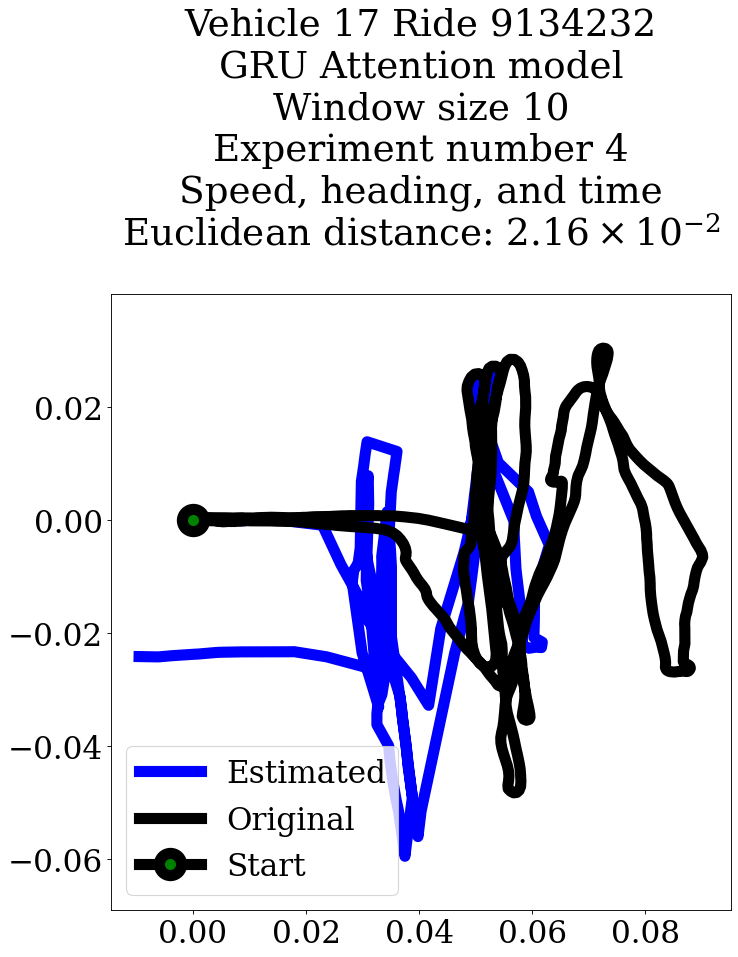 Vehicle 17 Ride 9134232
GRU Attention model
Window size 10
Experiment number 4
Speed, heading, and time
Euclidean distance: 2.16 × 10⁻²
0.02
0.00
−0.02
−0.04
−0.06
Estimated
Original
Start
0.00 0.02 0.04 0.06 0.08